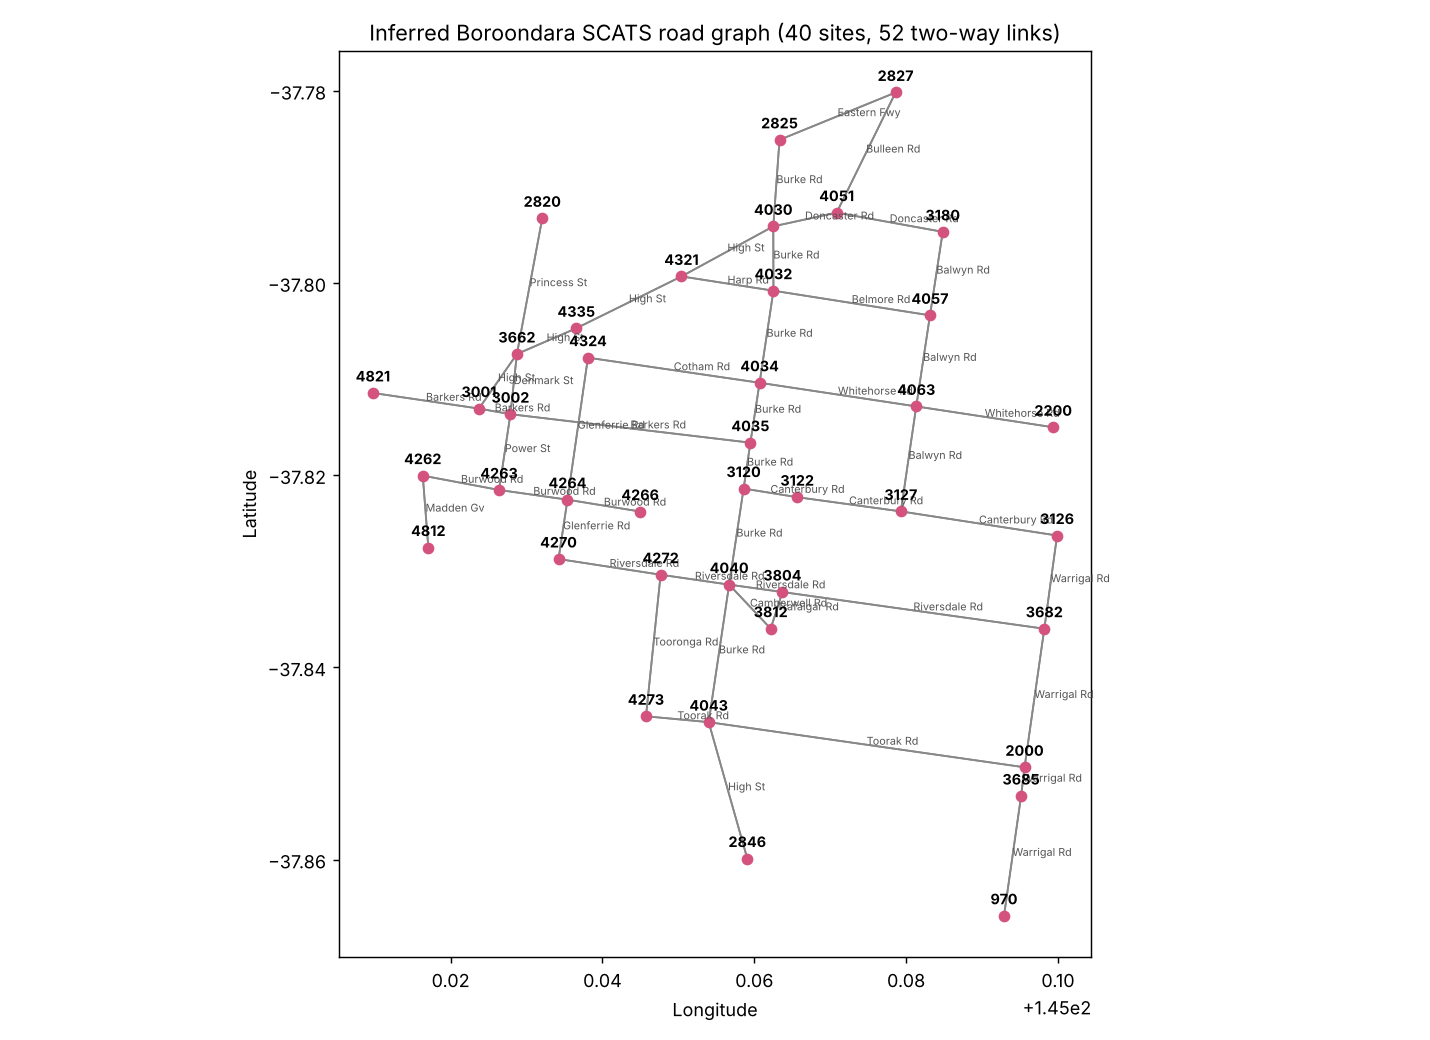 Inferred Boroondara SCATS road graph (40 sites, 52 two-way links)
2827
−37.78
Eastern Fwy
2825
Bulleen Rd
Burke Rd
4051
2820
4030
Doncaster Rd
Doncaster Rd
3180
High St
Burke Rd
4321
Balwyn Rd
4032
Princess St
Harp Rd
−37.80
High St
Belmore Rd
4057
4335
Burke Rd
3662
High St
4324
Balwyn Rd
Cotham Rd
4034
4821
High St
Denmark St
Whitehorse Rd
4063
3001
3002
Barkers Rd
Barkers Rd
Burke Rd
Whitehorse Rd
2200
Glenferrie Rd
Barkers Rd
4035
Power St
Balwyn Rd
4262
Burke Rd
−37.82
4263
Burwood Rd
3120
3122
4264
Burwood Rd
4266
Burwood Rd
Canterbury Rd
3127
Canterbury Rd
Madden Gv
Canterbury Rd
3126
Glenferrie Rd
Burke Rd
4812
4270
Riversdale Rd
4272
Riversdale Rd
4040
3804
Riversdale Rd
Warrigal Rd
Camberwell Rd
Trafalgar Rd
3812
Riversdale Rd
3682
Tooronga Rd
Burke Rd
−37.84
Warrigal Rd
4273
Toorak Rd
4043
Toorak Rd
2000
Warrigal Rd
3685
High St
2846
Warrigal Rd
−37.86
970
0.02
0.04
0.06
0.08
0.10
+1.45e2
Longitude
Latitude